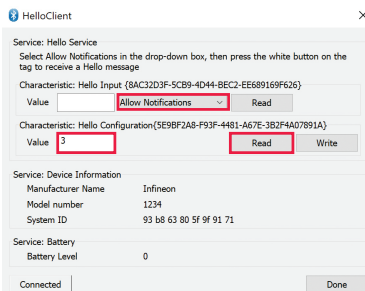 HelloClient
Service: Hello Service
Select Allow Notifications in the drop-down box, then press the white button on the
tag to receive a Hello message
Characteristic: Hello Input {8AC32D3F-5CB9-4D44-BEC2-EE689169F626}
Value Allow Notifications Read
Characteristic: Hello Configuration{5E9BF2A8-F93F-4481-A67E-3B2F4A07891A}
Value 3 Read Write
Service: Device Information
Manufacturer Name Infineon
Model number 1234
System ID 93 b8 63 80 5f 9f 91 71
Service: Battery
Battery Level 0
Connected Done